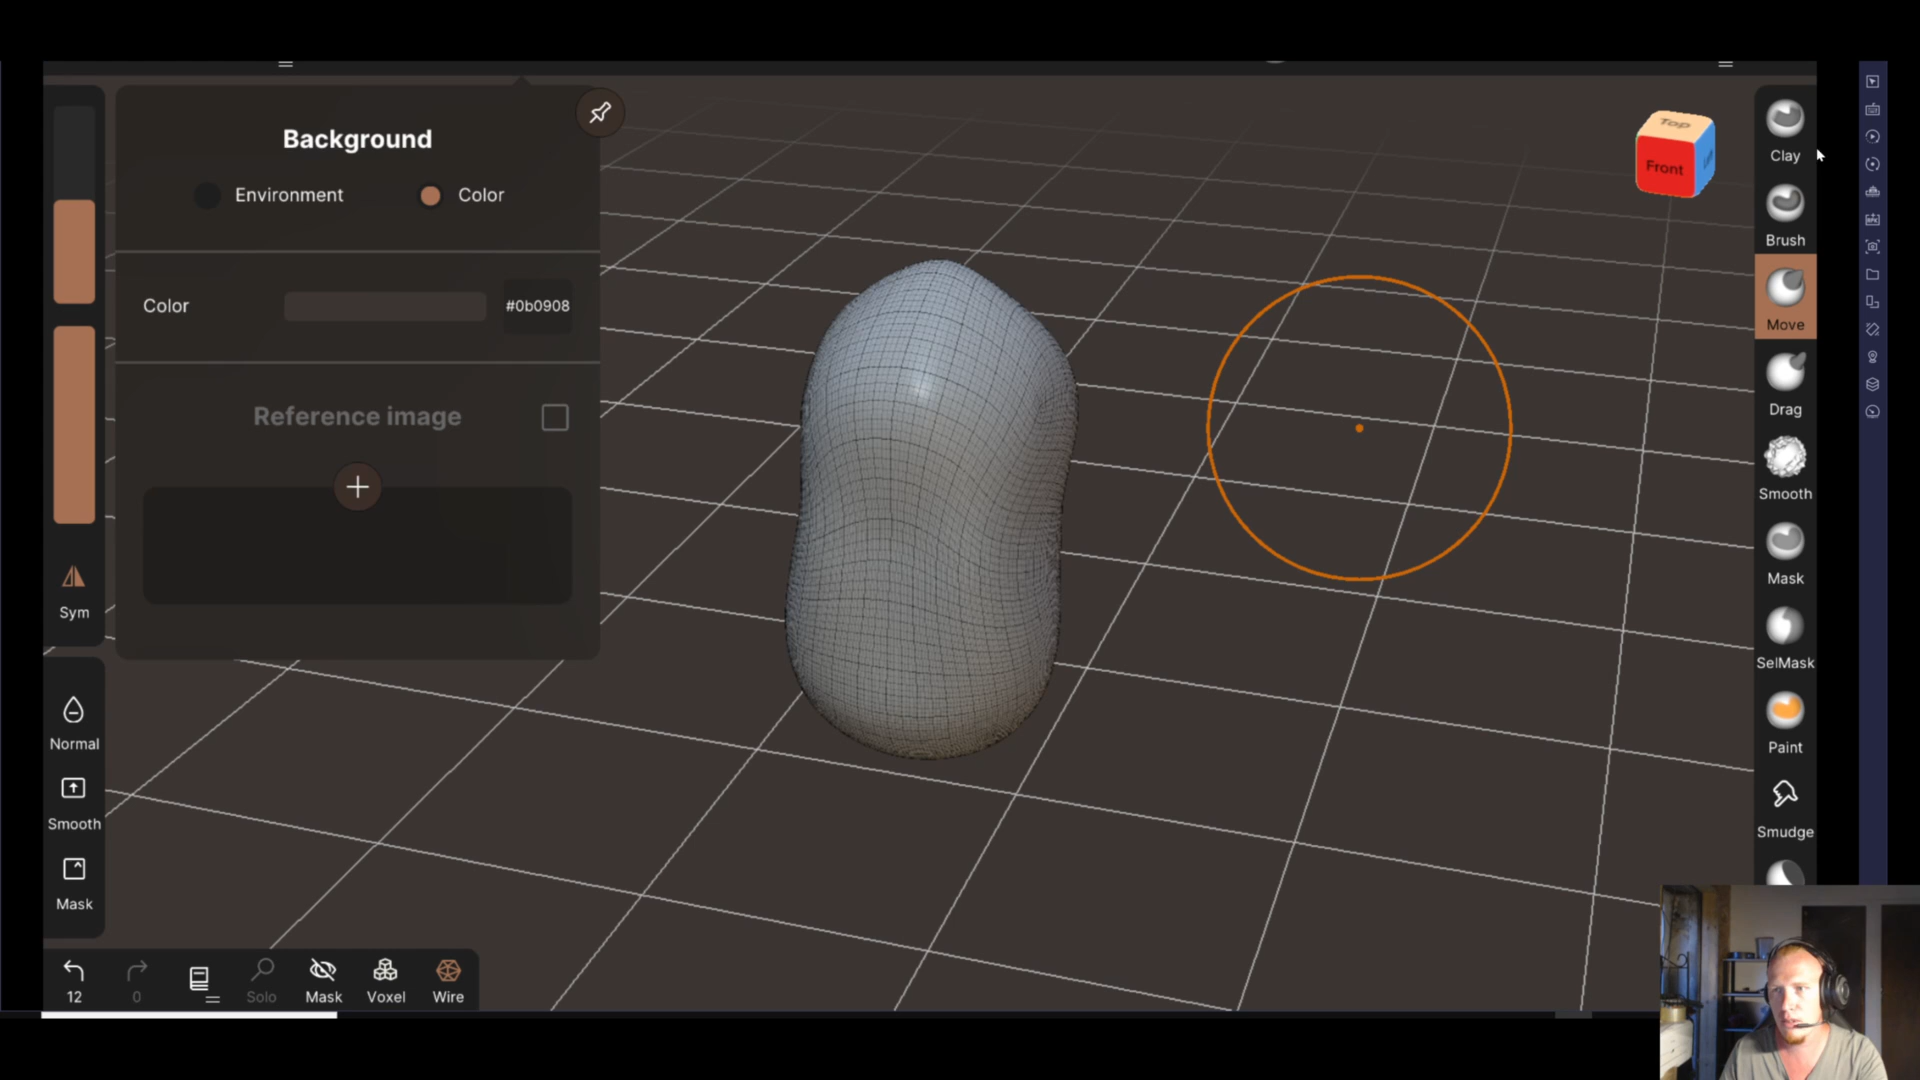 Background
Environment
Color
Color
#0b0908
Reference image
Sym
Normal
Smooth
Mask
12
0
Solo
Mask
Voxel
Wire
Top
Front
Clay
Brush
Move
Drag
Smooth
Mask
SelMask
Paint
Smudge